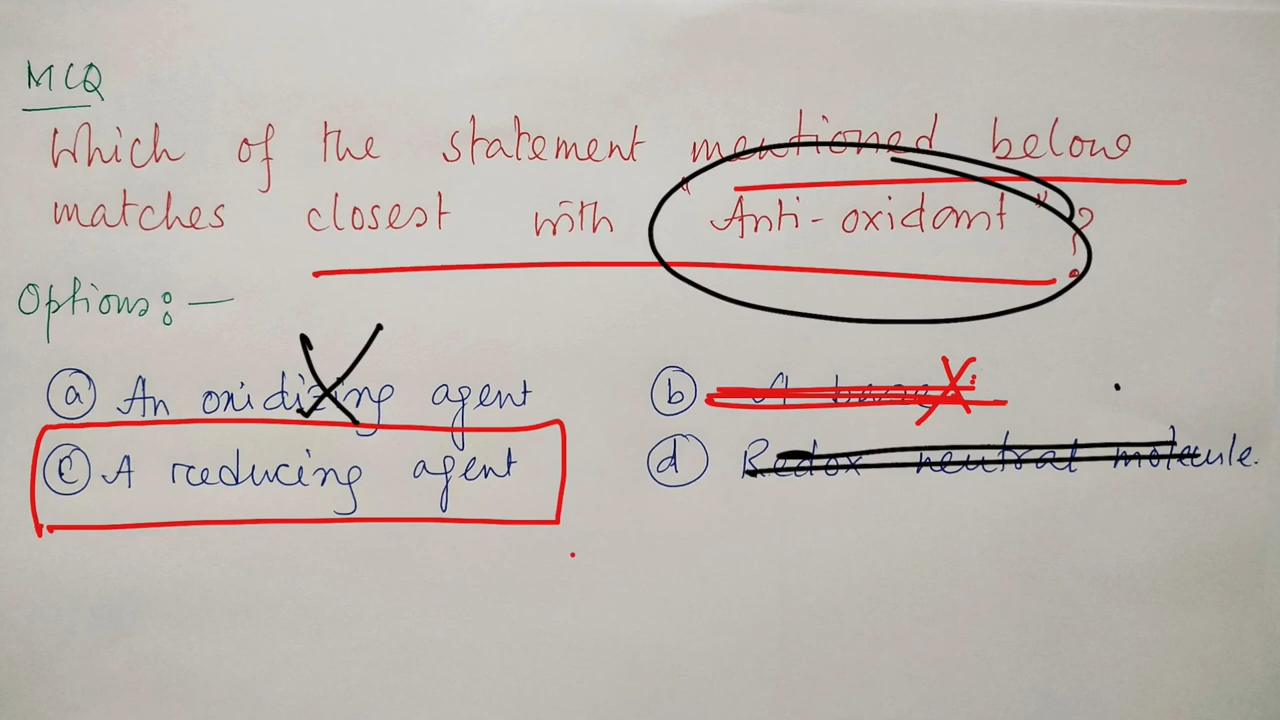 MCQ
Which of the statement mentioned below
matches closest with "Anti-oxidant"?
Options:-
(a) An oxidizing agent
(b) A base
(c) A reducing agent
(d) Redox neutral molecule.